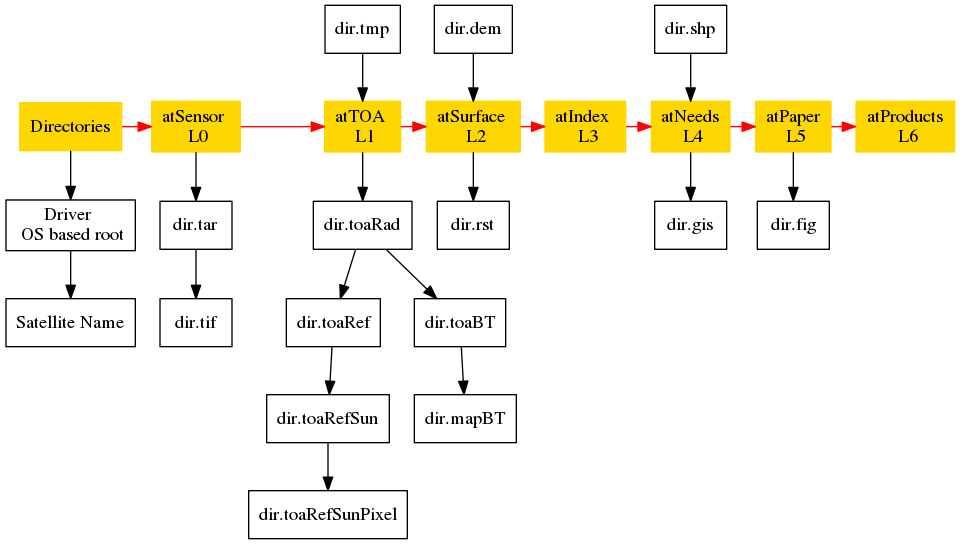 dir.tmp
dir.dem
dir.shp
Directories
atSensor
L0
atTOA
L1
atSurface
L2
atIndex
L3
atNeeds
L4
atPaper
L5
atProducts
L6
Driver
OS based root
dir.tar
dir.toaRad
dir.rst
dir.gis
dir.fig
Satellite Name
dir.tif
dir.toaRef
dir.toaBT
dir.toaRefSun
dir.mapBT
dir.toaRefSunPixel